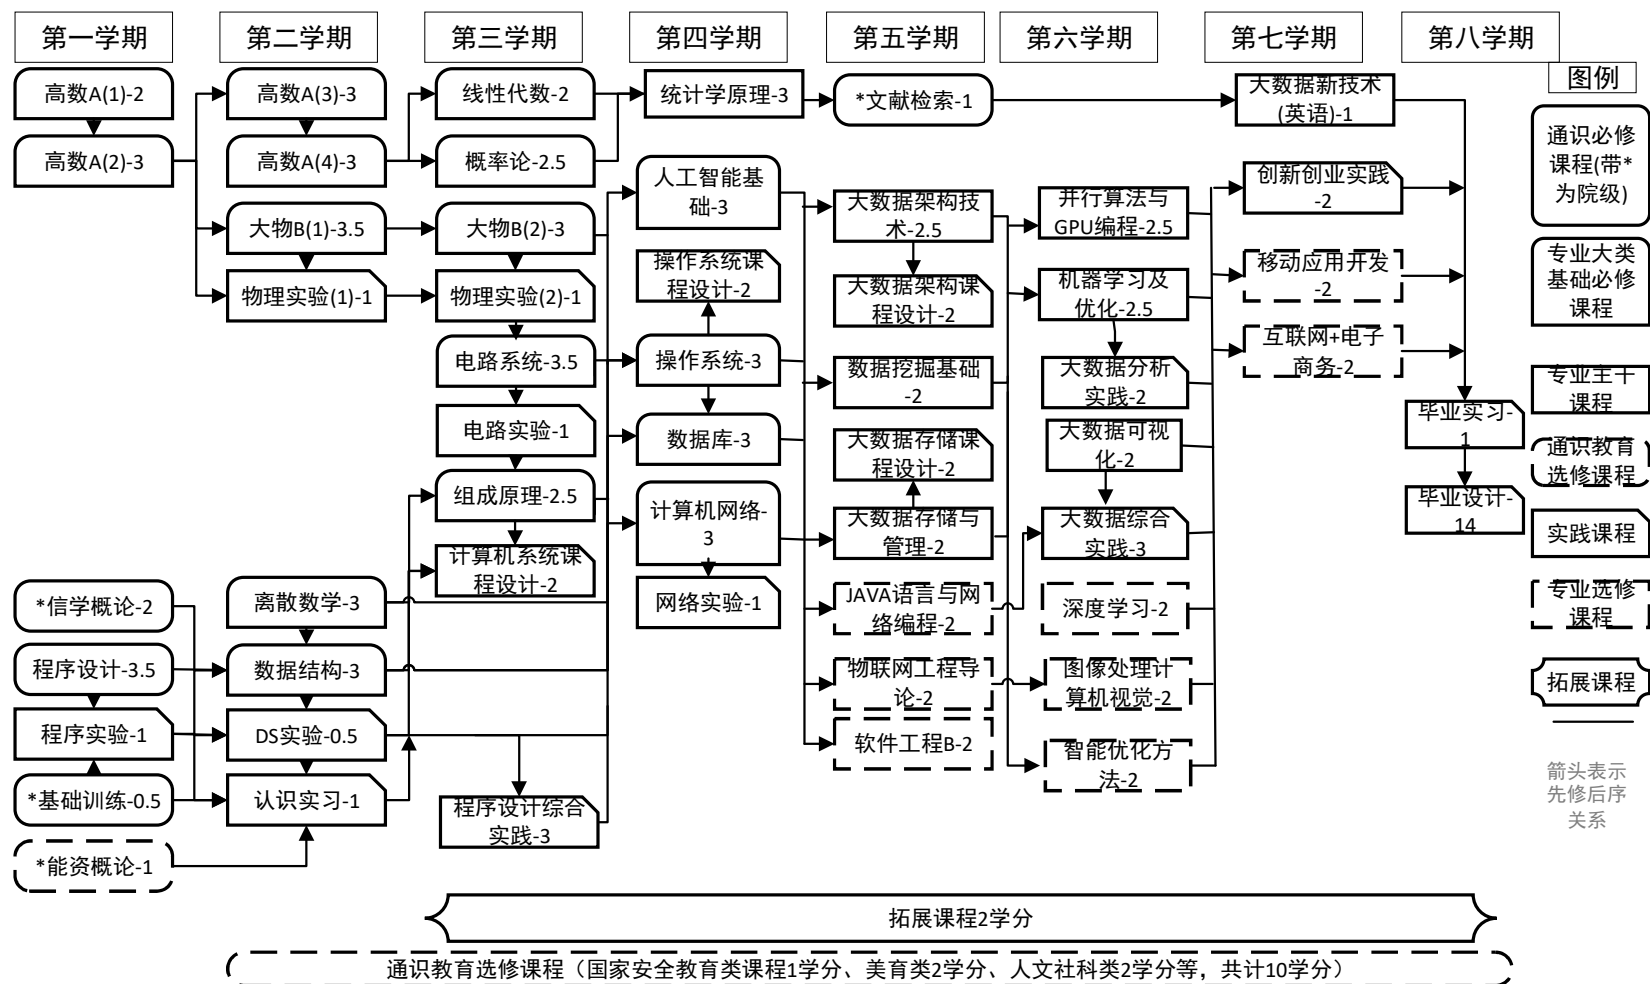 第一学期
第二学期
第三学期
第四学期
第五学期
第六学期
第七学期
第八学期
高数A(1)-2
高数A(2)-3
*信学概论-2
程序设计-3.5
程序实验-1
*基础训练-0.5
*能资概论-1
高数A(3)-3
高数A(4)-3
大物B(1)-3.5
物理实验(1)-1
离散数学-3
数据结构-3
DS实验-0.5
认识实习-1
线性代数-2
概率论-2.5
大物B(2)-3
物理实验(2)-1
电路系统-3.5
电路实验-1
组成原理-2.5
计算机系统课
程设计-2
程序设计综合
实践-3
统计学原理-3
人工智能基
础-3
操作系统课
程设计-2
操作系统-3
数据库-3
计算机网络-
3
网络实验-1
*文献检索-1
大数据架构技
术-2.5
大数据架构课
程设计-2
数据挖掘基础
-2
大数据存储课
程设计-2
大数据存储与
管理-2
JAVA语言与网
络编程-2
物联网工程导
论-2
软件工程B-2
并行算法与
GPU编程-2.5
机器学习及
优化-2.5
大数据分析
实践-2
大数据可视
化-2
大数据综合
实践-3
深度学习-2
图像处理计
算机视觉-2
智能优化方
法-2
大数据新技术
(英语)-1
创新创业实践
-2
移动应用开发
-2
互联网+电子
商务-2
毕业实习-
1
毕业设计-
14
图例
通识必修
课程(带*
为院级)
专业大类
基础必修
课程
专业主干
课程
通识教育
选修课程
实践课程
专业选修
课程
拓展课程
箭头表示
先修后序
关系
拓展课程2学分
通识教育选修课程（国家安全教育类课程1学分、美育类2学分、人文社科类2学分等，共计10学分）